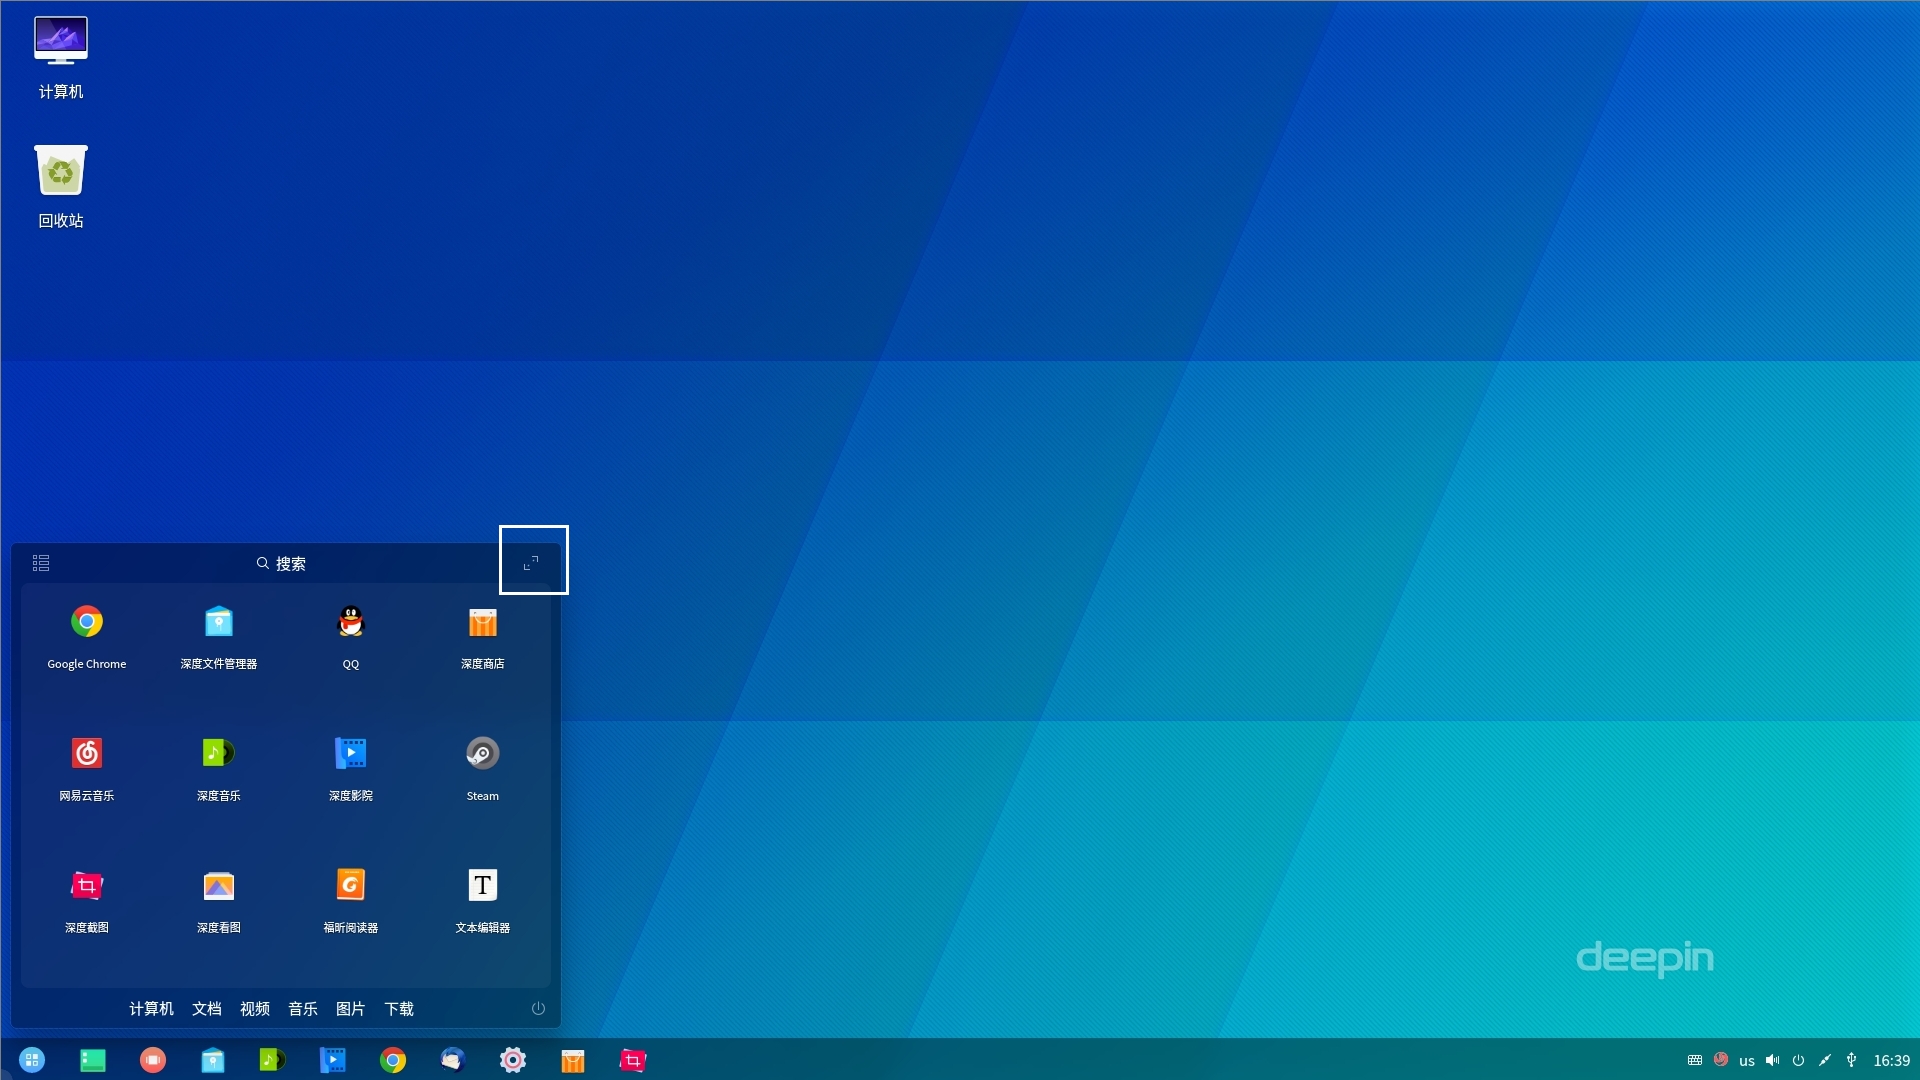 计算机
回收站
搜索
Google Chrome 深度文件管理器 QQ 深度商店
网易云音乐 深度音乐 深度影院 Steam
深度截图 深度看图 福昕阅读器 文本编辑器
计算机 文档 视频 音乐 图片 下载
deepin
us 16:39